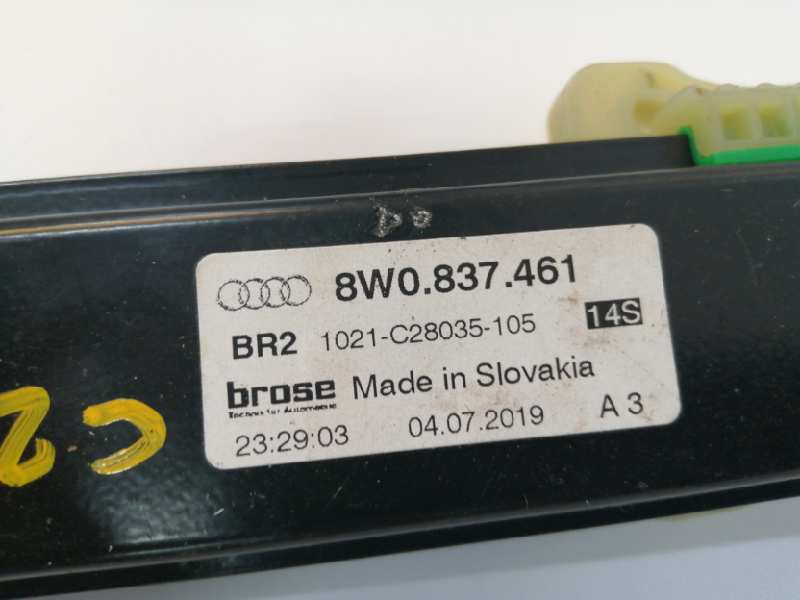 8W0.837.461
BR2 1021-C28035-105 14S
brose Made in Slovakia
23:29:03 04.07.2019 A 3
C2